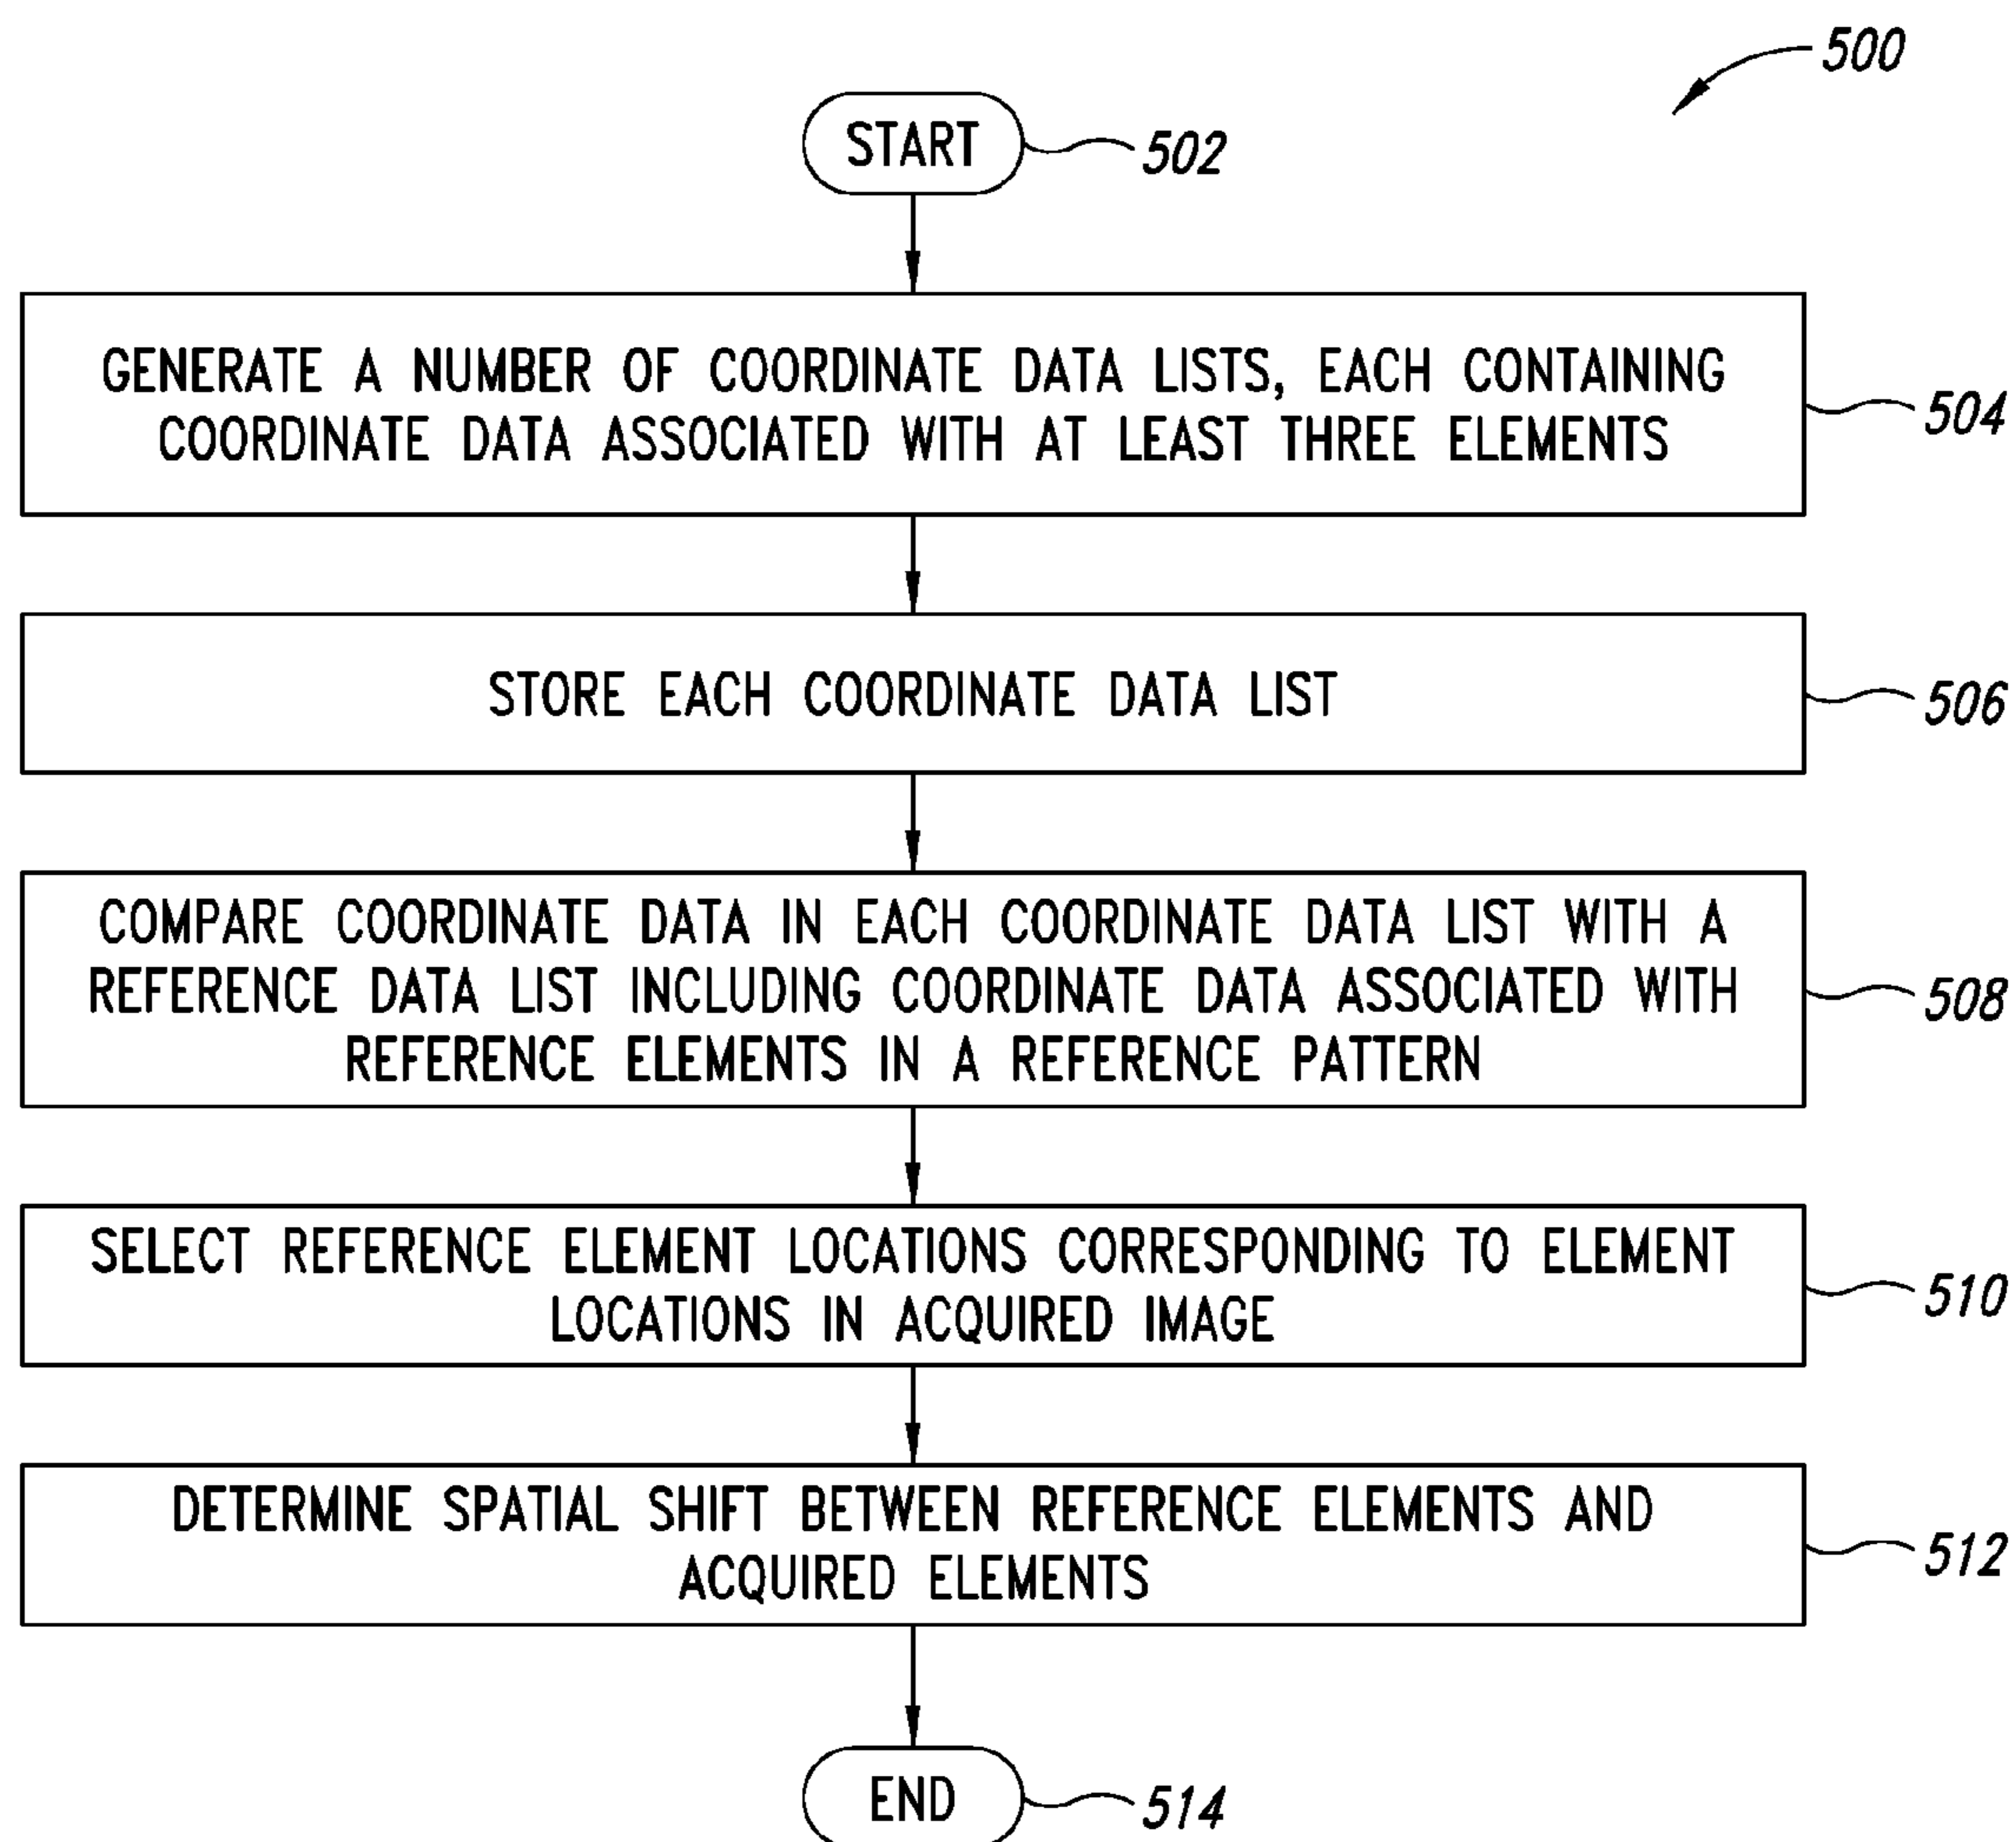 500
START
502
GENERATE A NUMBER OF COORDINATE DATA LISTS, EACH CONTAINING
COORDINATE DATA ASSOCIATED WITH AT LEAST THREE ELEMENTS
504
STORE EACH COORDINATE DATA LIST
506
COMPARE COORDINATE DATA IN EACH COORDINATE DATA LIST WITH A
REFERENCE DATA LIST INCLUDING COORDINATE DATA ASSOCIATED WITH
REFERENCE ELEMENTS IN A REFERENCE PATTERN
508
SELECT REFERENCE ELEMENT LOCATIONS CORRESPONDING TO ELEMENT
LOCATIONS IN ACQUIRED IMAGE
510
DETERMINE SPATIAL SHIFT BETWEEN REFERENCE ELEMENTS AND
ACQUIRED ELEMENTS
512
END
514